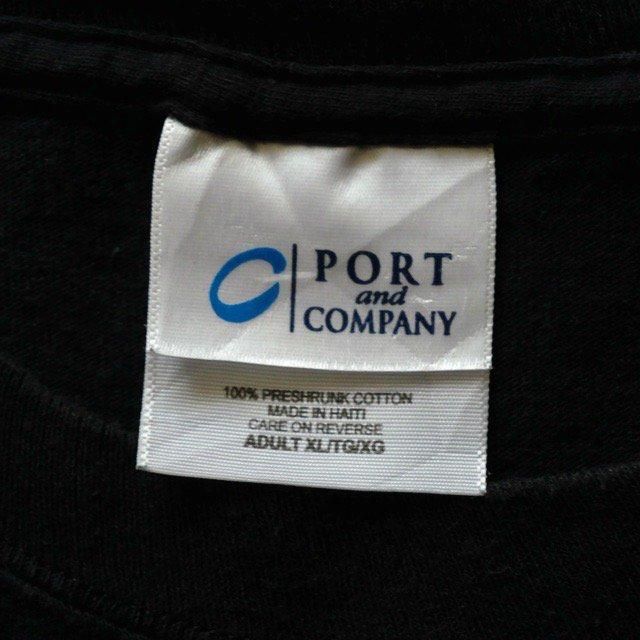 PORT
and
COMPANY
100% PRESHRUNK COTTON
MADE IN HAITI
CARE ON REVERSE
ADULT XL/TG/XG